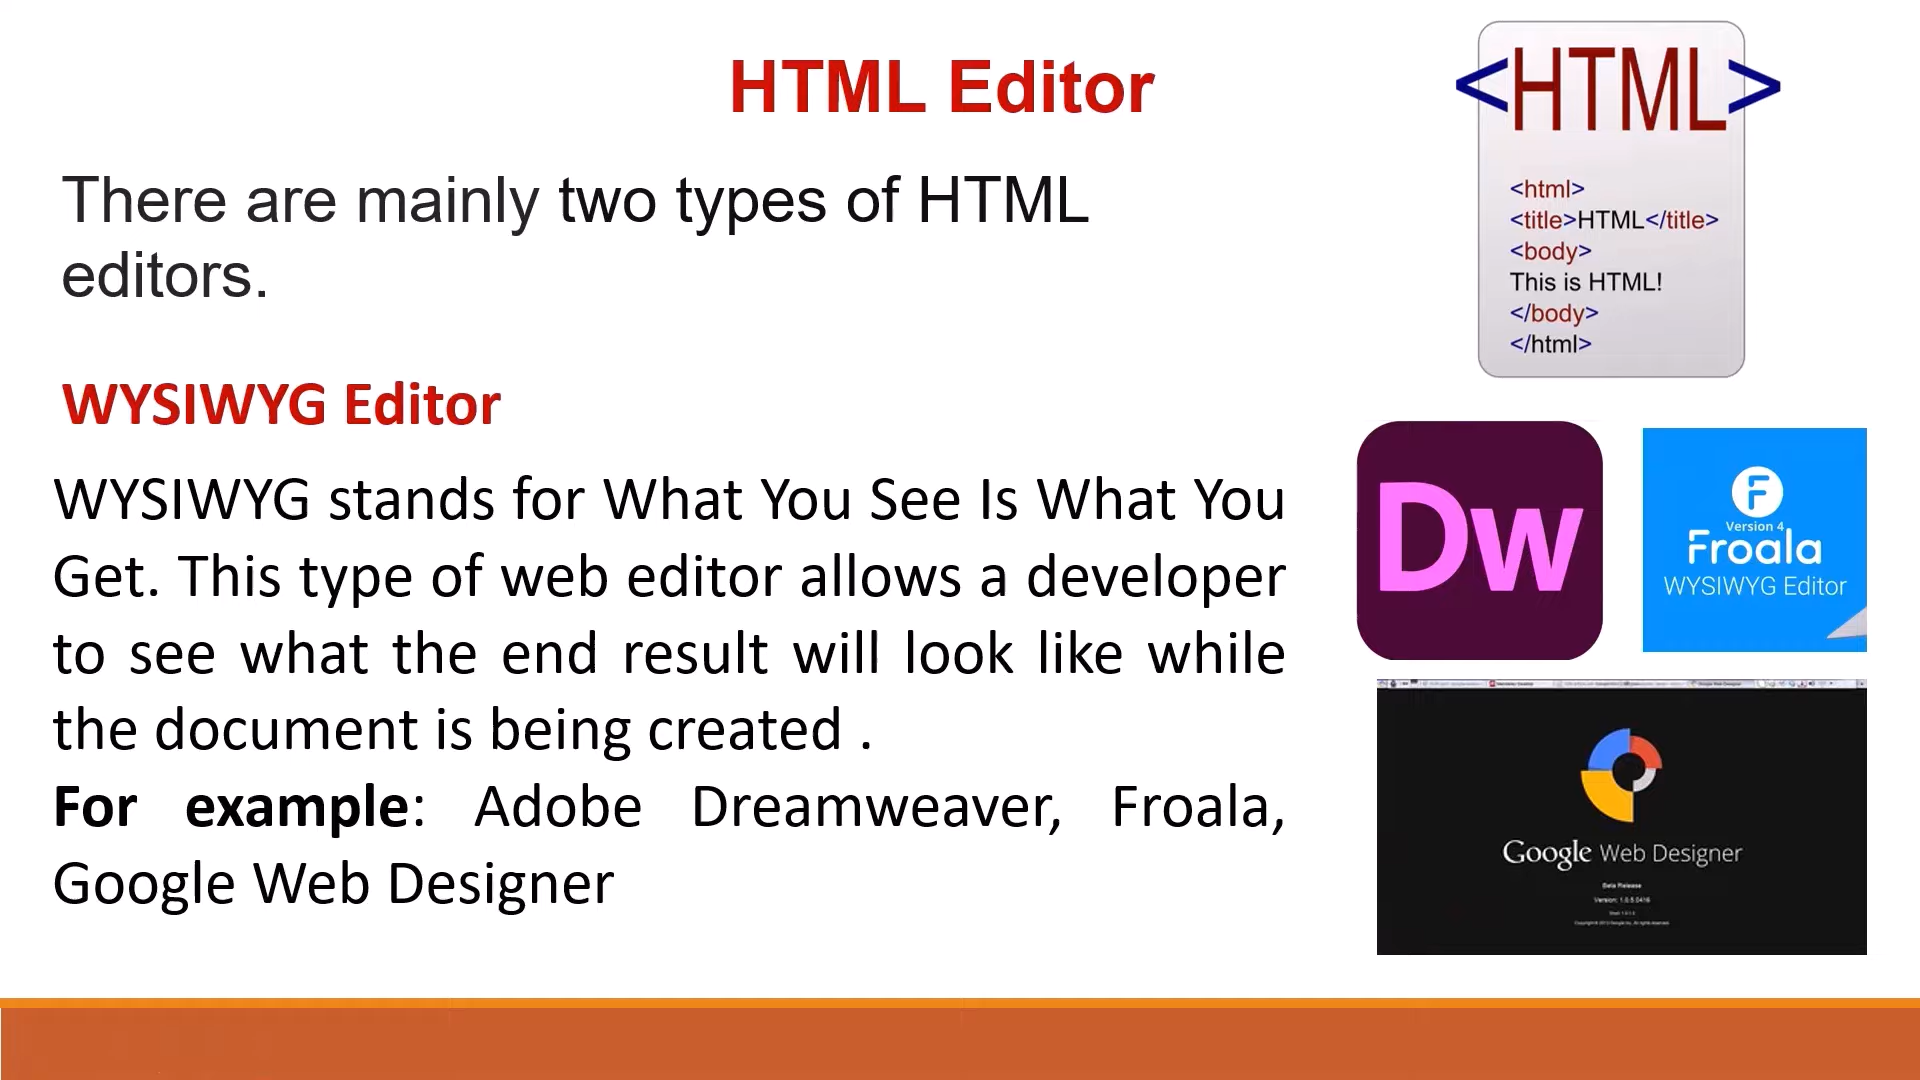 HTML Editor
There are mainly two types of HTML
editors.
WYSIWYG Editor
WYSIWYG stands for What You See Is What You
Get. This type of web editor allows a developer
to see what the end result will look like while
the document is being created .
For example: Adobe Dreamweaver, Froala,
Google Web Designer
<HTML>
<html>
<title>HTML</title>
<body>
This is HTML!
</body>
</html>
Dw
F
Version 4
Froala
WYSIWYG Editor
Google Web Designer
Beta Release